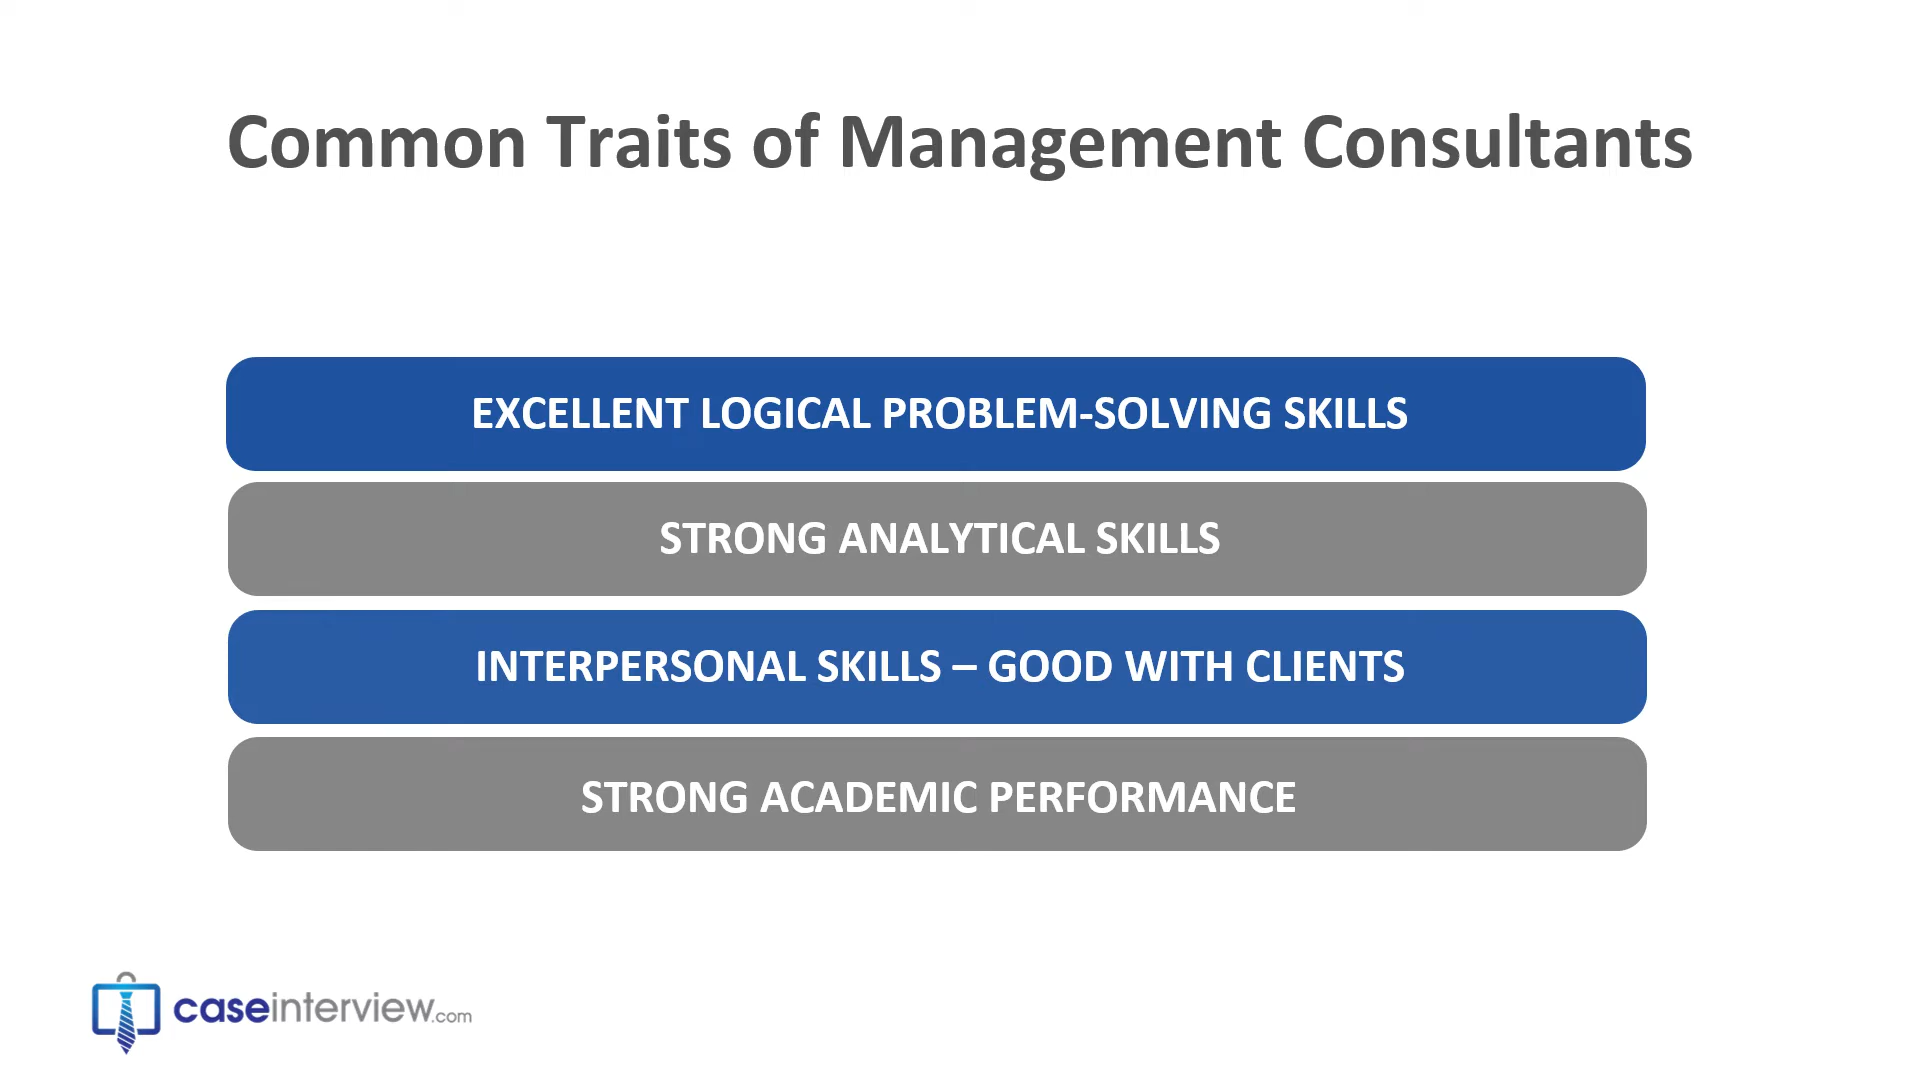 Common Traits of Management Consultants
EXCELLENT LOGICAL PROBLEM-SOLVING SKILLS
STRONG ANALYTICAL SKILLS
INTERPERSONAL SKILLS – GOOD WITH CLIENTS
STRONG ACADEMIC PERFORMANCE
caseinterview.com